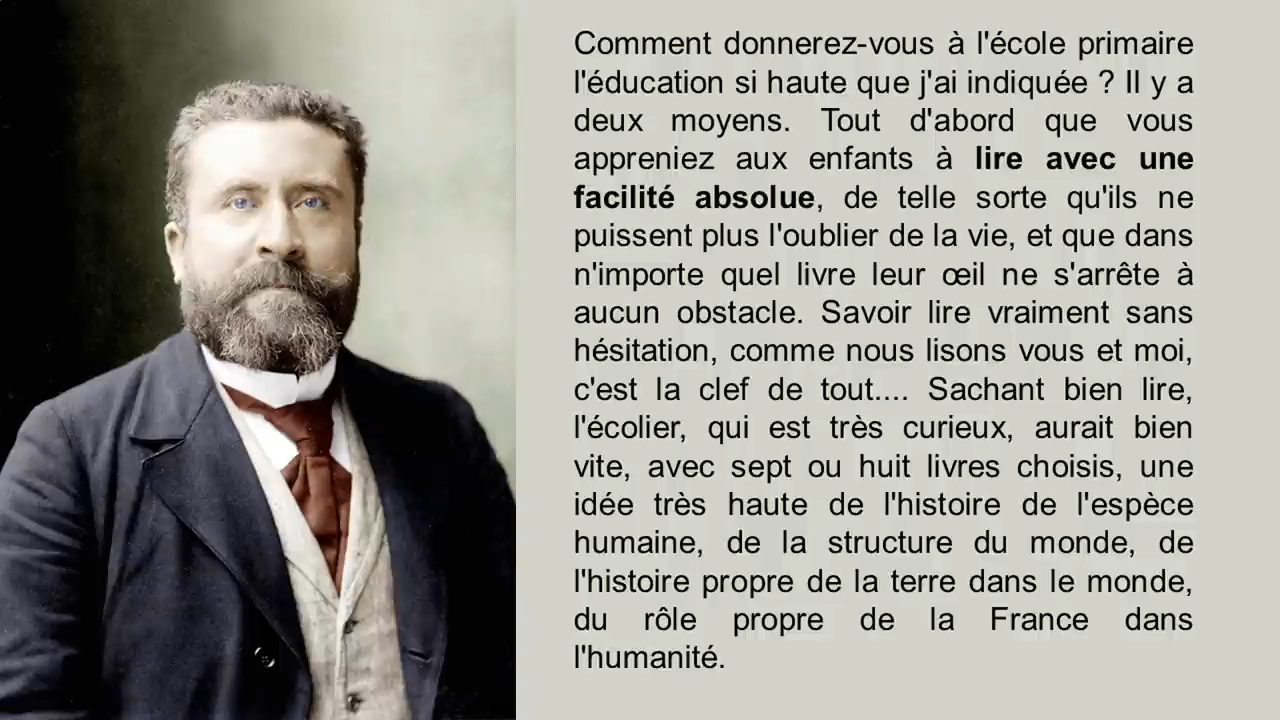 Comment donnerez-vous à l'école primaire
l'éducation si haute que j'ai indiquée ? Il y a
deux moyens. Tout d'abord que vous
appreniez aux enfants à lire avec une
facilité absolue, de telle sorte qu'ils ne
puissent plus l'oublier de la vie, et que dans
n'importe quel livre leur œil ne s'arrête à
aucun obstacle. Savoir lire vraiment sans
hésitation, comme nous lisons vous et moi,
c'est la clef de tout.... Sachant bien lire,
l'écolier, qui est très curieux, aurait bien
vite, avec sept ou huit livres choisis, une
idée très haute de l'histoire de l'espèce
humaine, de la structure du monde, de
l'histoire propre de la terre dans le monde,
du rôle propre de la France dans
l'humanité.